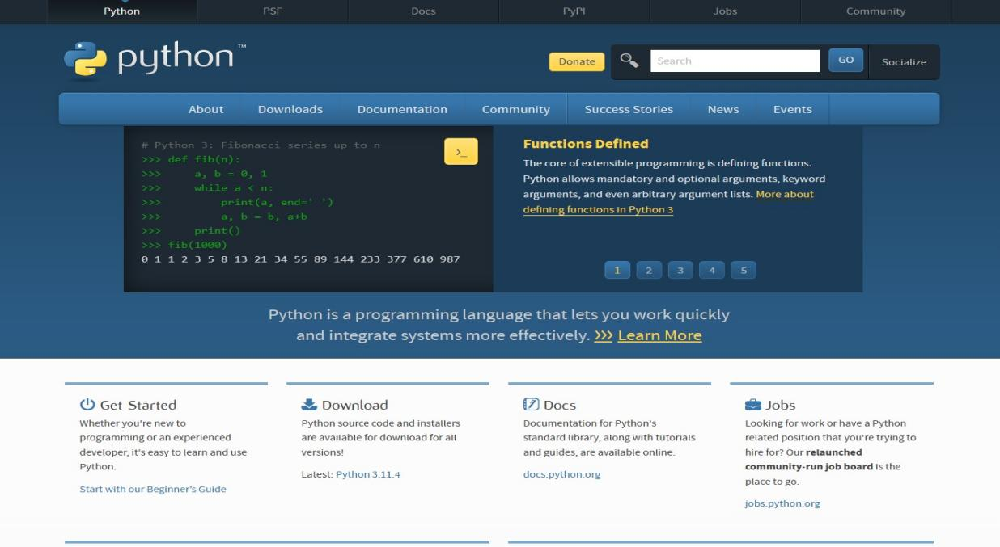 Python
PSF
Docs
PyPI
Jobs
Community
python™
Donate
Search
GO
Socialize
About
Downloads
Documentation
Community
Success Stories
News
Events
# Python 3: Fibonacci series up to n
>>> def fib(n):
>>>     a, b = 0, 1
>>>     while a < n:
>>>         print(a, end=' ')
>>>         a, b = b, a+b
>>>     print()
>>> fib(1000)
0 1 1 2 3 5 8 13 21 34 55 89 144 233 377 610 987
>_
Functions Defined
The core of extensible programming is defining functions.
Python allows mandatory and optional arguments, keyword
arguments, and even arbitrary argument lists. More about
defining functions in Python 3
1
2
3
4
5
Python is a programming language that lets you work quickly
and integrate systems more effectively. >>> Learn More
Get Started
Whether you're new to
programming or an experienced
developer, it's easy to learn and use
Python.
Start with our Beginner's Guide
Download
Python source code and installers
are available for download for all
versions!
Latest: Python 3.11.4
Docs
Documentation for Python's
standard library, along with tutorials
and guides, are available online.
docs.python.org
Jobs
Looking for work or have a Python
related position that you're trying to
hire for? Our relaunched
community-run job board is the
place to go.
jobs.python.org